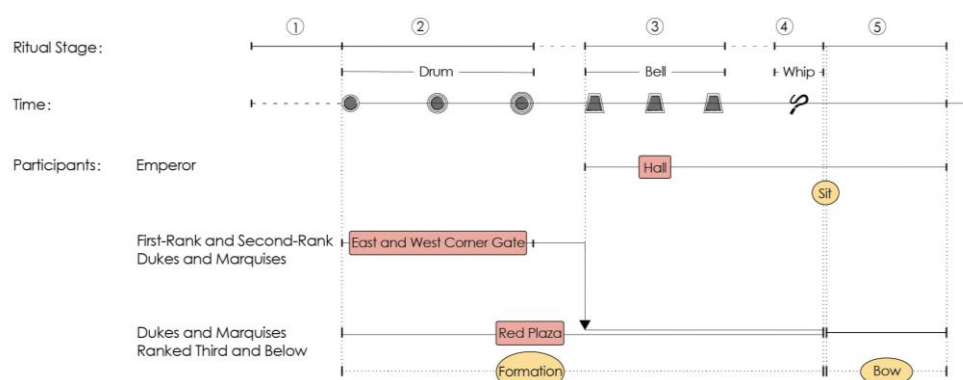 ① ② ③ ④ ⑤
Ritual Stage:
Drum Bell Whip
Time:
Participants: Emperor Hall
Sit
First-Rank and Second-Rank East and West Corner Gate
Dukes and Marquises
Dukes and Marquises Red Plaza
Ranked Third and Below
Formation Bow